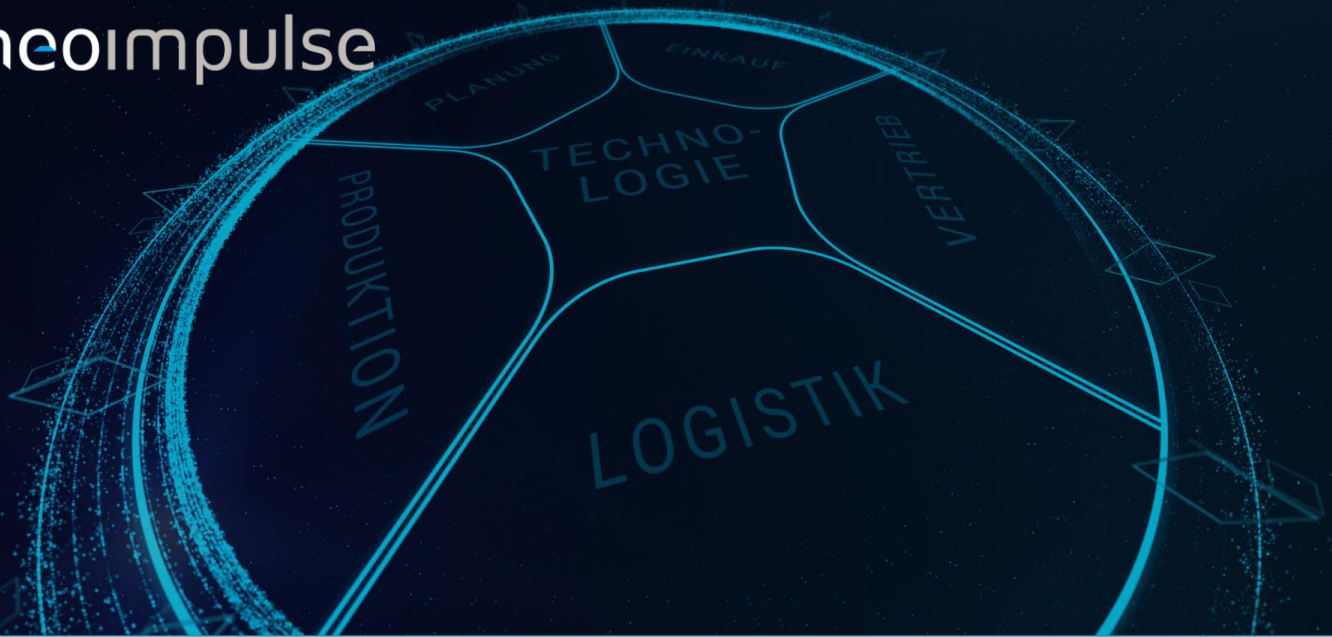 neoimpulse
PLANUNG
EINKAUF
TECHNO-
LOGIE
VERTRIEB
PRODUKTION
LOGISTIK